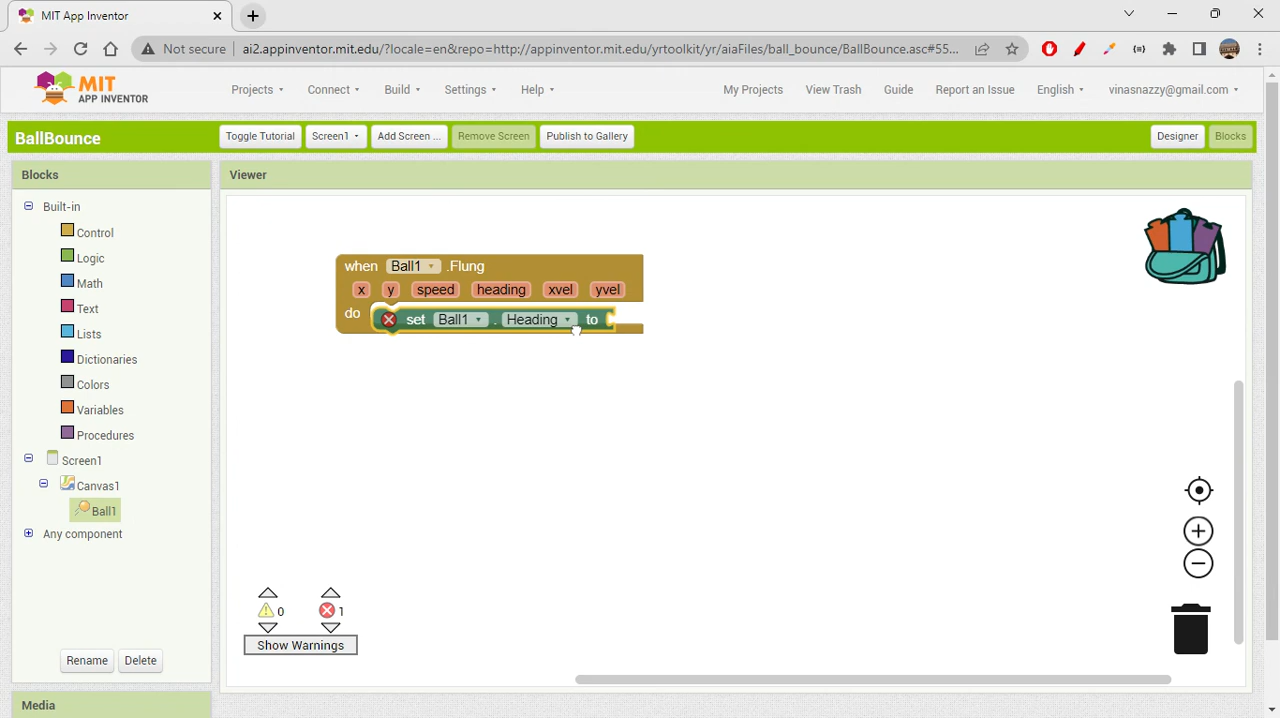 MIT App Inventor
Not secure ai2.appinventor.mit.edu/?locale=en&repo=http://appinventor.mit.edu/yrtoolkit/yr/aiaFiles/ball_bounce/BallBounce.asc#55...
MIT
APP INVENTOR
Projects Connect Build Settings Help My Projects View Trash Guide Report an Issue English vinasnazzy@gmail.com
BallBounce Toggle Tutorial Screen1 Add Screen ... Remove Screen Publish to Gallery Designer Blocks
Blocks Viewer
Built-in
Control
Logic
Math
Text
Lists
Dictionaries
Colors
Variables
Procedures
Screen1
Canvas1
Ball1
Any component
Rename Delete
Media
when Ball1 .Flung
x y speed heading xvel yvel
do set Ball1 . Heading to
0 1
Show Warnings